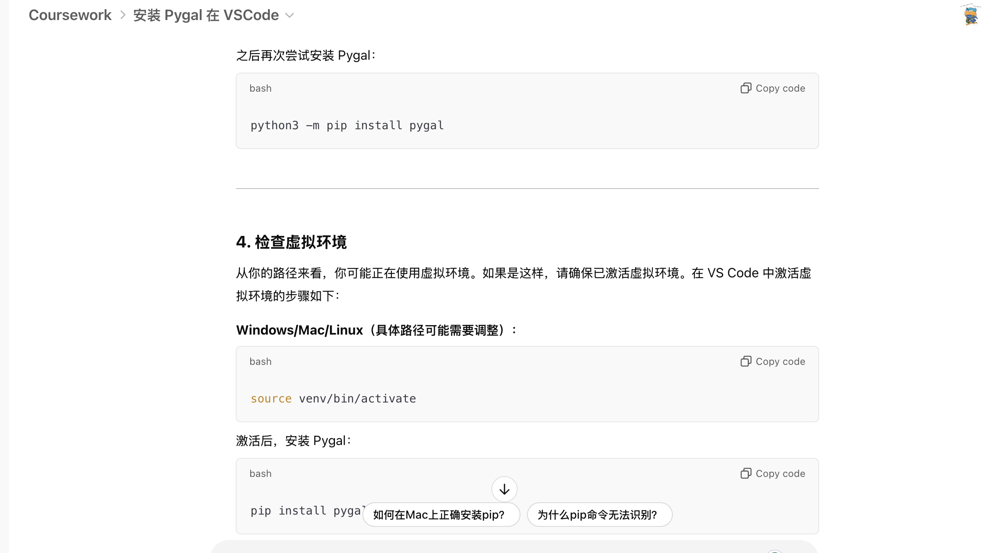 Coursework > 安装 Pygal 在 VSCode
之后再次尝试安装 Pygal：
bash
Copy code
python3 -m pip install pygal
4. 检查虚拟环境
从你的路径来看，你可能正在使用虚拟环境。如果是这样，请确保已激活虚拟环境。在 VS Code 中激活虚
拟环境的步骤如下：
Windows/Mac/Linux（具体路径可能需要调整）：
bash
Copy code
source venv/bin/activate
激活后，安装 Pygal：
bash
Copy code
pip install pygal
如何在Mac上正确安装pip?
为什么pip命令无法识别?